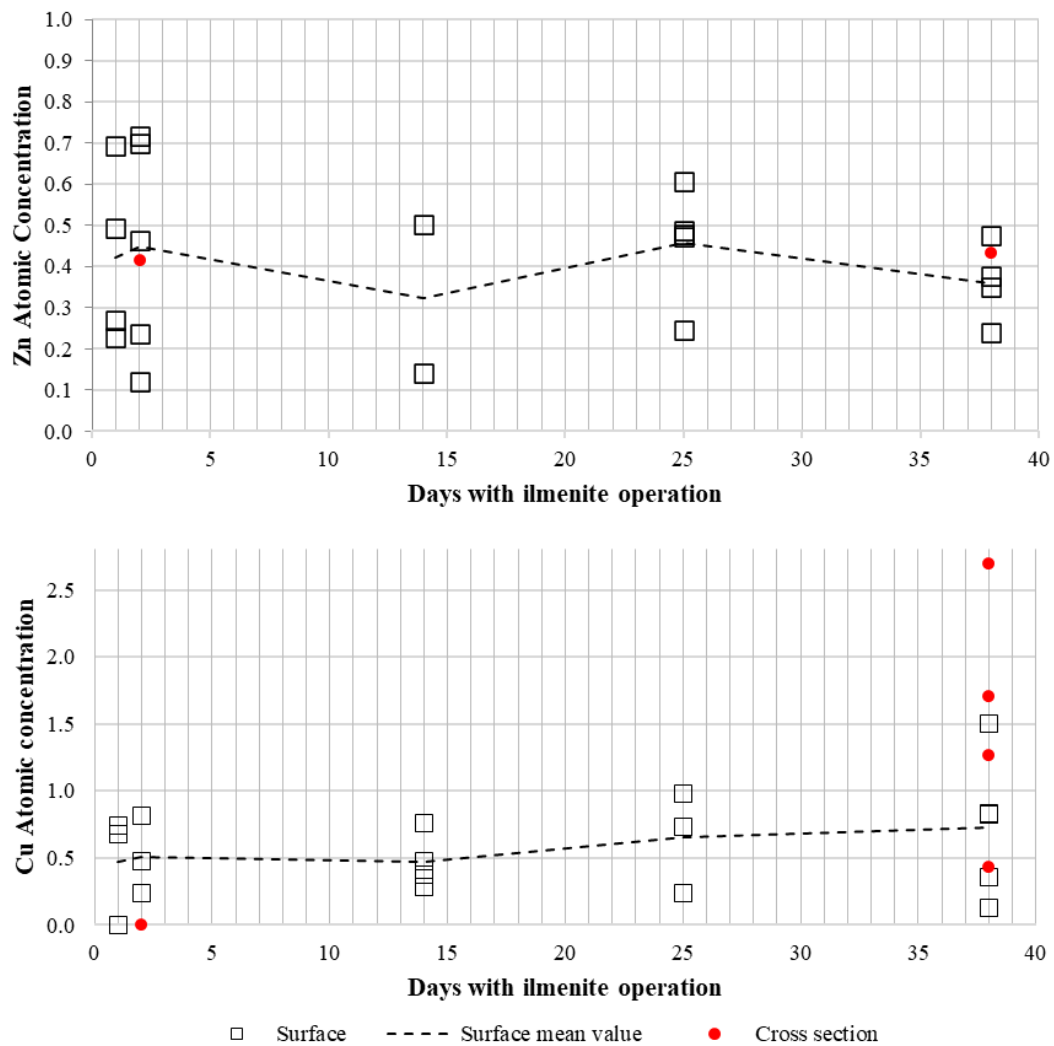 1.0
0.9
0.8
0.7
0.6
0.5
0.4
0.3
0.2
0.1
0.0
Zn Atomic Concentration
0 5 10 15 20 25 30 35 40
Days with ilmenite operation
2.5
2.0
1.5
1.0
0.5
0.0
Cu Atomic concentration
0 5 10 15 20 25 30 35 40
Days with ilmenite operation
Surface Surface mean value Cross section